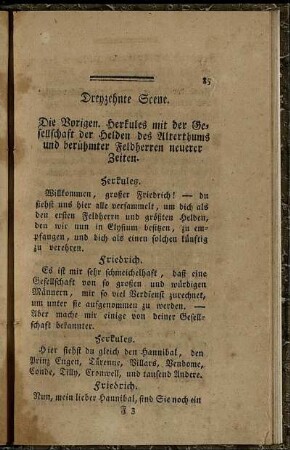 85
Dreyzehnte Scene.
Die Vorigen. Herkules mit der Ge-
sellschaft der Helden des Alterthums
und berühmter Feldherren neuerer
Zeiten.
Herkules.
Willkommen, großer Friedrich! — du
siehst uns hier alle versammelt, um dich als
den ersten Feldherrn und größten Helden,
den wir nun in Elysium besitzen, zu em-
pfangen, und dich als einen solchen künftig
zu verehren.
Friedrich.
Es ist mir sehr schmeichelhaft, daß eine
Gesellschaft von so großen und würdigen
Männern, mir so viel Verdienst zurechnet,
um unter sie aufgenommen zu werden. —
Aber mache mir einige von deiner Gesell-
schaft bekannter.
Herkules.
Hier siehst du gleich den Hannibal, den
Prinz Eugen, Türenne, Villars, Vendome,
Conde, Tilly, Cronwell, und tausend Andere.
Friedrich.
Nun, mein lieber Hannibal, sind Sie noch ein
F 3